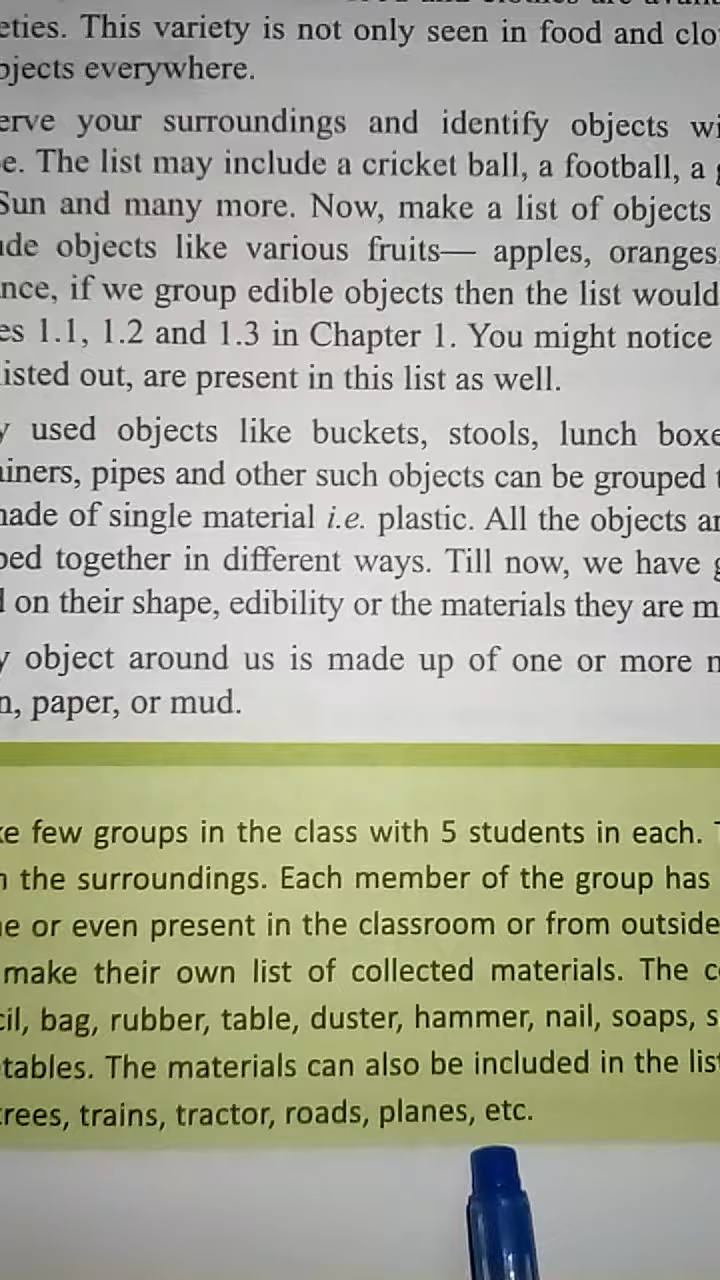 eties. This variety is not only seen in food and clo
bjects everywhere.
erve your surroundings and identify objects wi
e. The list may include a cricket ball, a football, a
Sun and many more. Now, make a list of objects
ude objects like various fruits— apples, oranges,
nce, if we group edible objects then the list would
es 1.1, 1.2 and 1.3 in Chapter 1. You might notice
listed out, are present in this list as well.
y used objects like buckets, stools, lunch boxe
iners, pipes and other such objects can be grouped
made of single material i.e. plastic. All the objects ar
ped together in different ways. Till now, we have
on their shape, edibility or the materials they are m
y object around us is made up of one or more
n, paper, or mud.
ke few groups in the class with 5 students in each.
the surroundings. Each member of the group has
e or even present in the classroom or from outside
make their own list of collected materials. The c
cil, bag, rubber, table, duster, hammer, nail, soaps, s
tables. The materials can also be included in the list
trees, trains, tractor, roads, planes, etc.